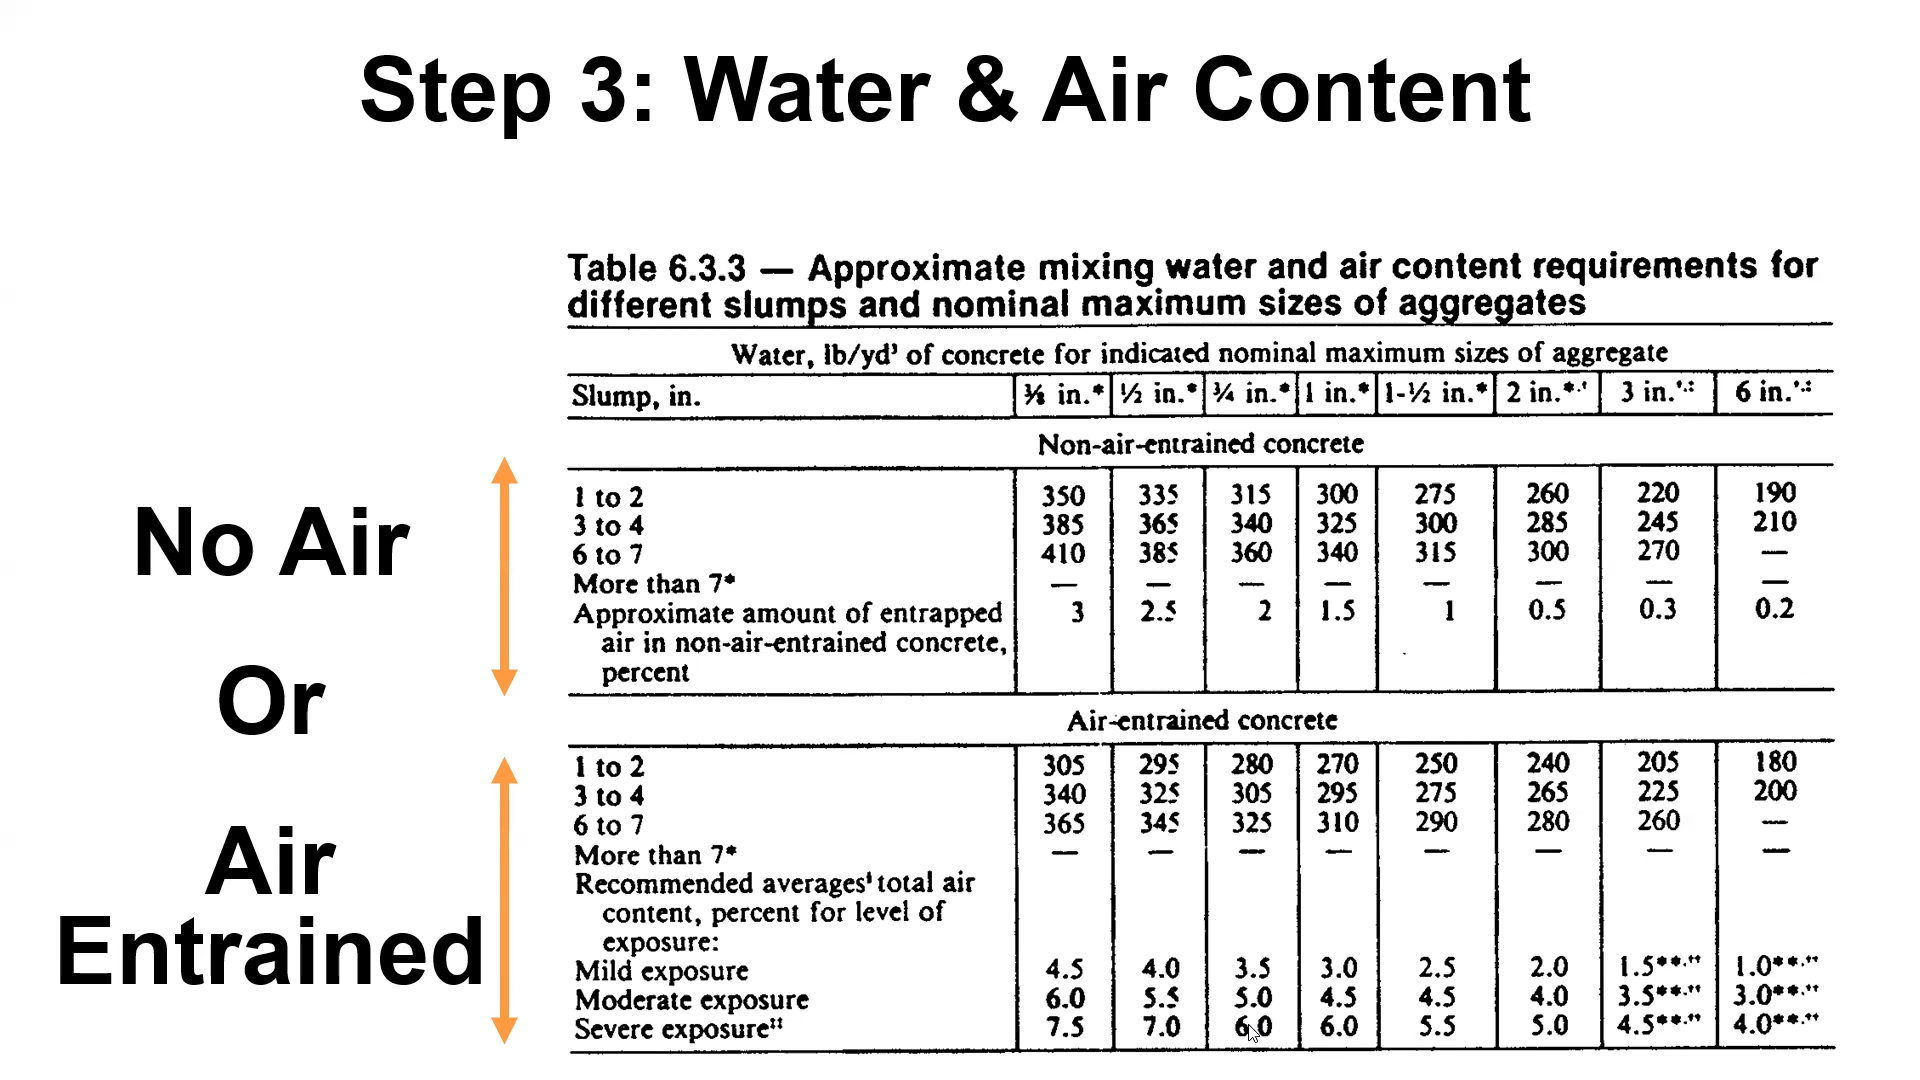 Step 3: Water & Air Content
Table 6.3.3 — Approximate mixing water and air content requirements for
different slumps and nominal maximum sizes of aggregates
Water, lb/yd³ of concrete for indicated nominal maximum sizes of aggregate
Slump, in. ⅜ in.* ½ in.* ¾ in.* 1 in.* 1-½ in.* 2 in.* 3 in. 6 in.
Non-air-entrained concrete
1 to 2 350 335 315 300 275 260 220 190
3 to 4 385 365 340 325 300 285 245 210
6 to 7 410 385 360 340 315 300 270 —
More than 7* — — — — — — — —
Approximate amount of entrapped 3 2.5 2 1.5 1 0.5 0.3 0.2
air in non-air-entrained concrete,
percent
Air-entrained concrete
1 to 2 305 295 280 270 250 240 205 180
3 to 4 340 325 305 295 275 265 225 200
6 to 7 365 345 325 310 290 280 260 —
More than 7* — — — — — — — —
Recommended averages total air
content, percent for level of
exposure:
Mild exposure 4.5 4.0 3.5 3.0 2.5 2.0 1.5** 1.0**
Moderate exposure 6.0 5.5 5.0 4.5 4.5 4.0 3.5** 3.0**
Severe exposure 7.5 7.0 6.0 6.0 5.5 5.0 4.5** 4.0**
No Air
Or
Air
Entrained